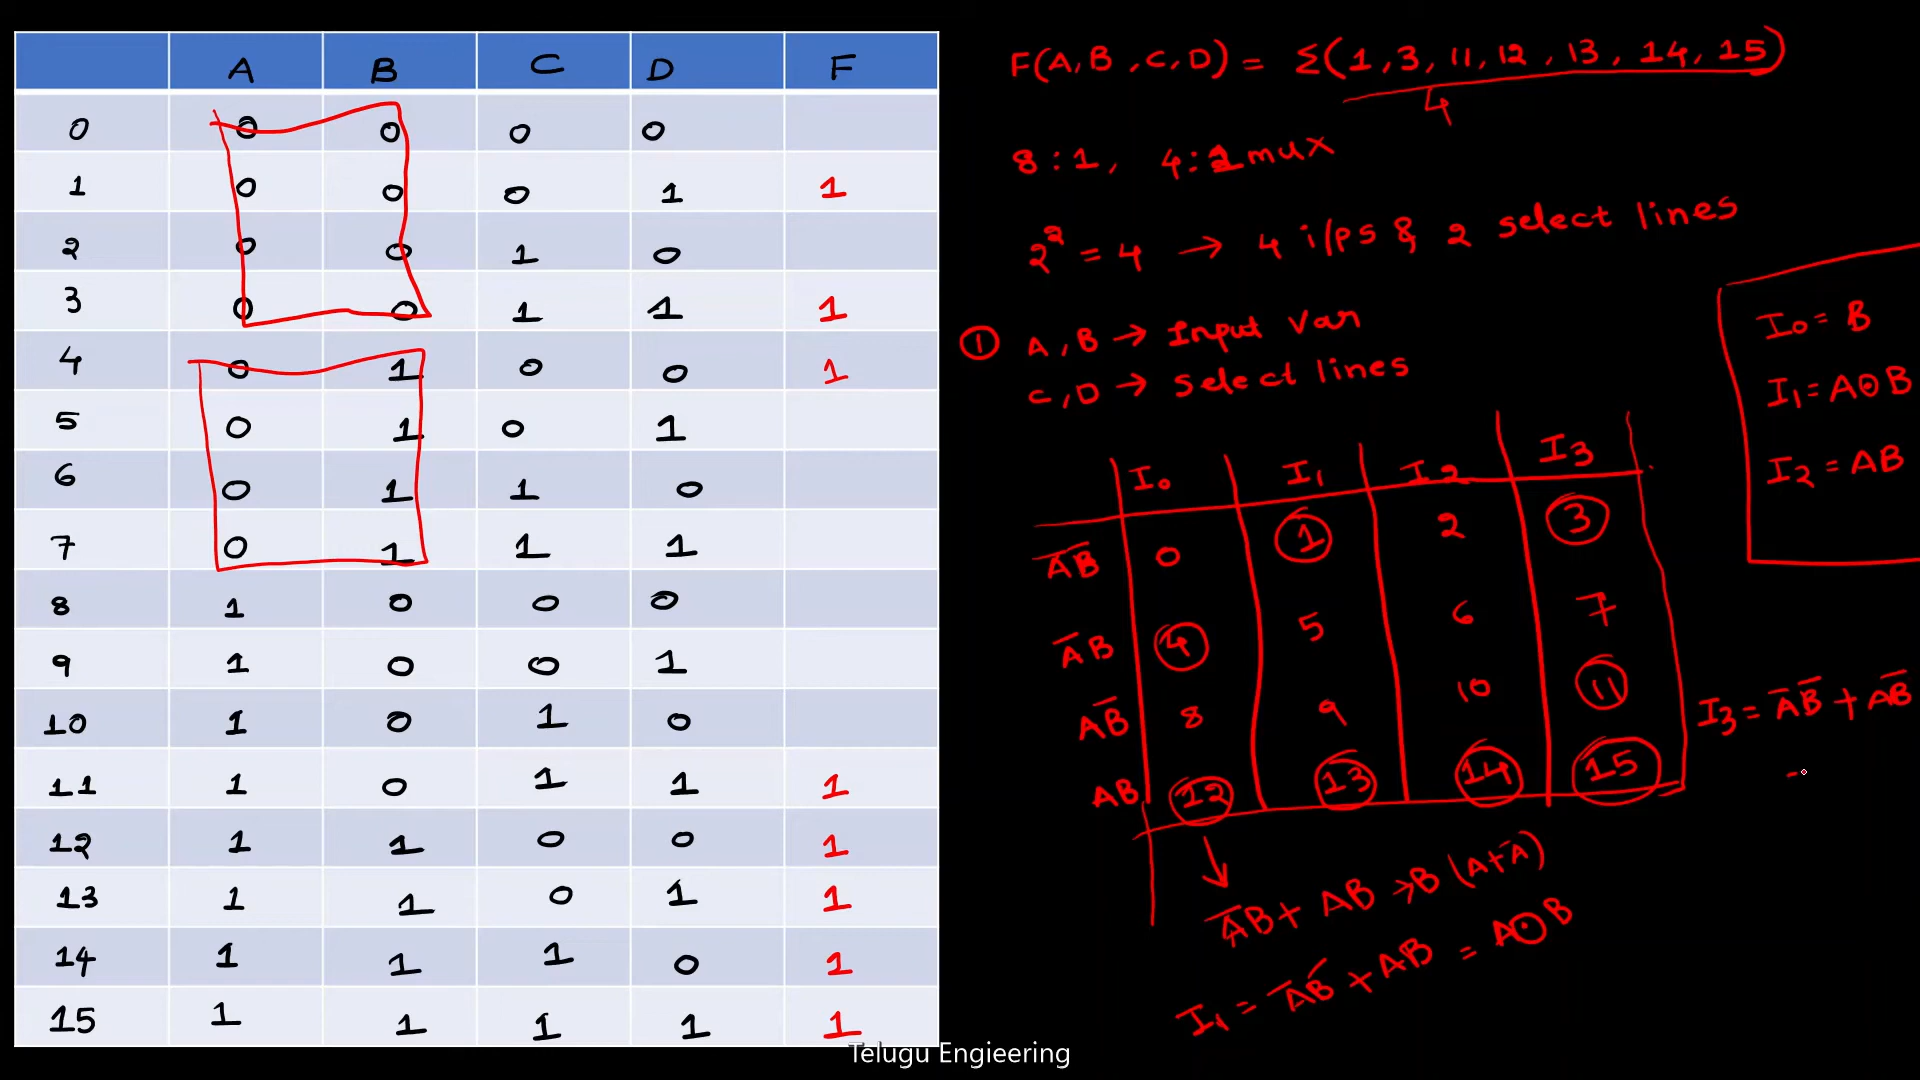 A B C D F
0 0 0 0 0
1 0 0 0 1 1
2 0 0 1 0
3 0 0 1 1 1
4 0 1 0 0 1
5 0 1 0 1
6 0 1 1 0
7 0 1 1 1
8 1 0 0 0
9 1 0 0 1
10 1 0 1 0
11 1 0 1 1 1
12 1 1 0 0 1
13 1 1 0 1 1
14 1 1 1 0 1
15 1 1 1 1 1
F(A,B,C,D) = Σ(1,3,11,12,13,14,15)
4
8:1, 4:1 mux
2² = 4 → 4 i/ps & 2 select lines
① A,B → Input Var
C,D → Select lines
I₀ = B
I₁ = A⊙B
I₂ = AB
I₀ I₁ I2 I3
A̅B̅ 0 1 2 3
A̅B 4 5 6 7
AB̅ 8 9 10 11
AB 12 13 14 15
I3 = A̅B̅ + AB̅
A̅B + AB → B(A+A̅)
I₁ = A̅B̅ + AB = A⊙B
Telugu Engieering